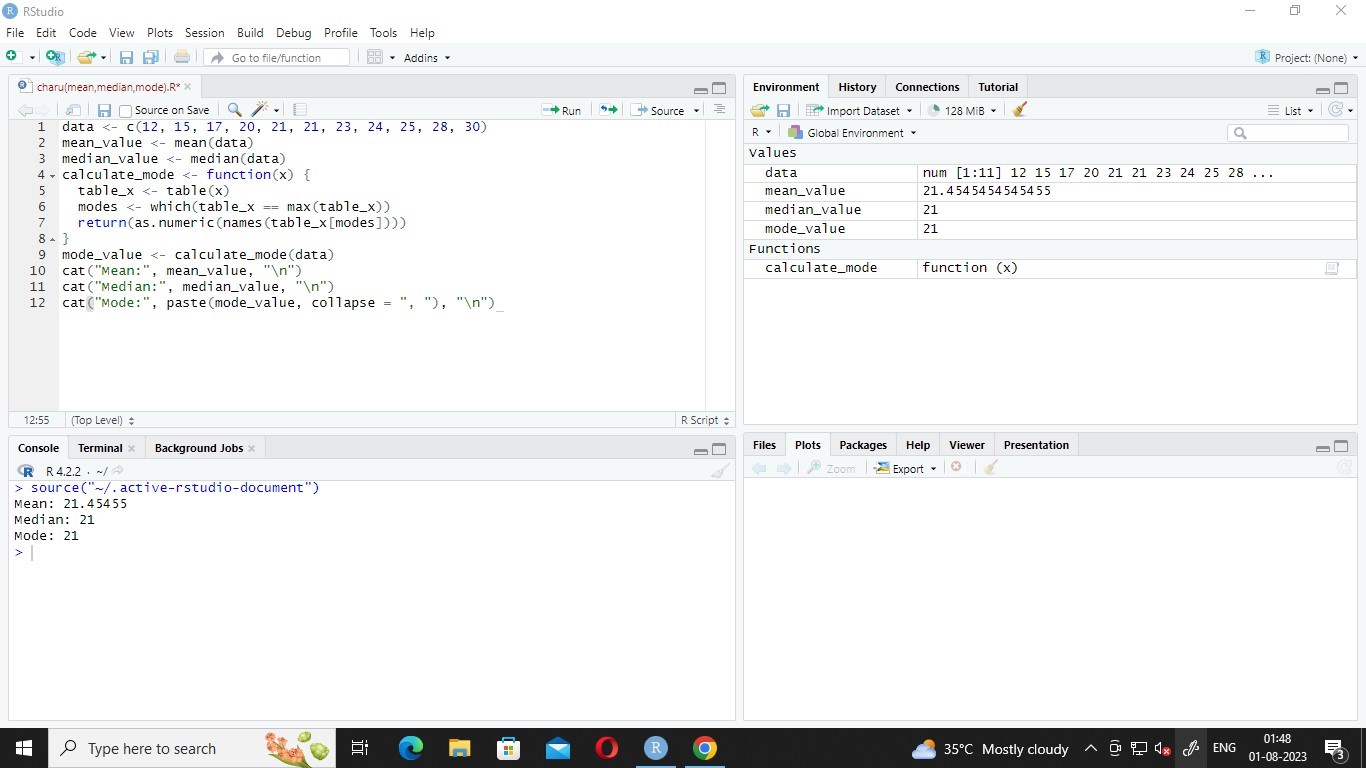 RStudio
File Edit Code View Plots Session Build Debug Profile Tools Help
Go to file/function Addins Project: (None)
charu(mean,median,mode).R*
Source on Save Run Source
1 data <- c(12, 15, 17, 20, 21, 21, 23, 24, 25, 28, 30)
2 mean_value <- mean(data)
3 median_value <- median(data)
4 calculate_mode <- function(x) {
5 table_x <- table(x)
6 modes <- which(table_x == max(table_x))
7 return(as.numeric(names(table_x[modes])))
8 }
9 mode_value <- calculate_mode(data)
10 cat("Mean:", mean_value, "\n")
11 cat("Median:", median_value, "\n")
12 cat("Mode:", paste(mode_value, collapse = ", "), "\n")
12:55 (Top Level) R Script
Console Terminal Background Jobs
R 4.2.2 · ~/
> source("~/.active-rstudio-document")
Mean: 21.45455
Median: 21
Mode: 21
>
Environment History Connections Tutorial
Import Dataset 128 MiB List
R Global Environment
Values
data num [1:11] 12 15 17 20 21 21 23 24 25 28 ...
mean_value 21.4545454545455
median_value 21
mode_value 21
Functions
calculate_mode function (x)
Files Plots Packages Help Viewer Presentation
Zoom Export
Type here to search
35°C Mostly cloudy ENG 01:48
01-08-2023 3